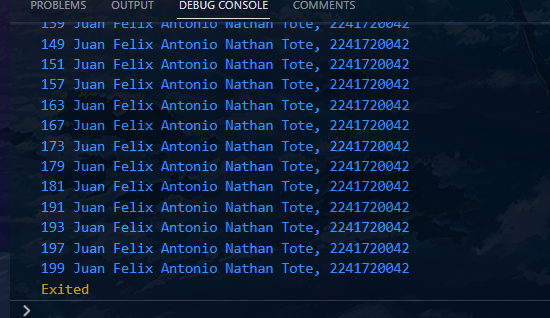 PROBLEMS OUTPUT DEBUG CONSOLE COMMENTS
139 Juan Felix Antonio Nathan Tote, 2241720042
149 Juan Felix Antonio Nathan Tote, 2241720042
151 Juan Felix Antonio Nathan Tote, 2241720042
157 Juan Felix Antonio Nathan Tote, 2241720042
163 Juan Felix Antonio Nathan Tote, 2241720042
167 Juan Felix Antonio Nathan Tote, 2241720042
173 Juan Felix Antonio Nathan Tote, 2241720042
179 Juan Felix Antonio Nathan Tote, 2241720042
181 Juan Felix Antonio Nathan Tote, 2241720042
191 Juan Felix Antonio Nathan Tote, 2241720042
193 Juan Felix Antonio Nathan Tote, 2241720042
197 Juan Felix Antonio Nathan Tote, 2241720042
199 Juan Felix Antonio Nathan Tote, 2241720042
Exited